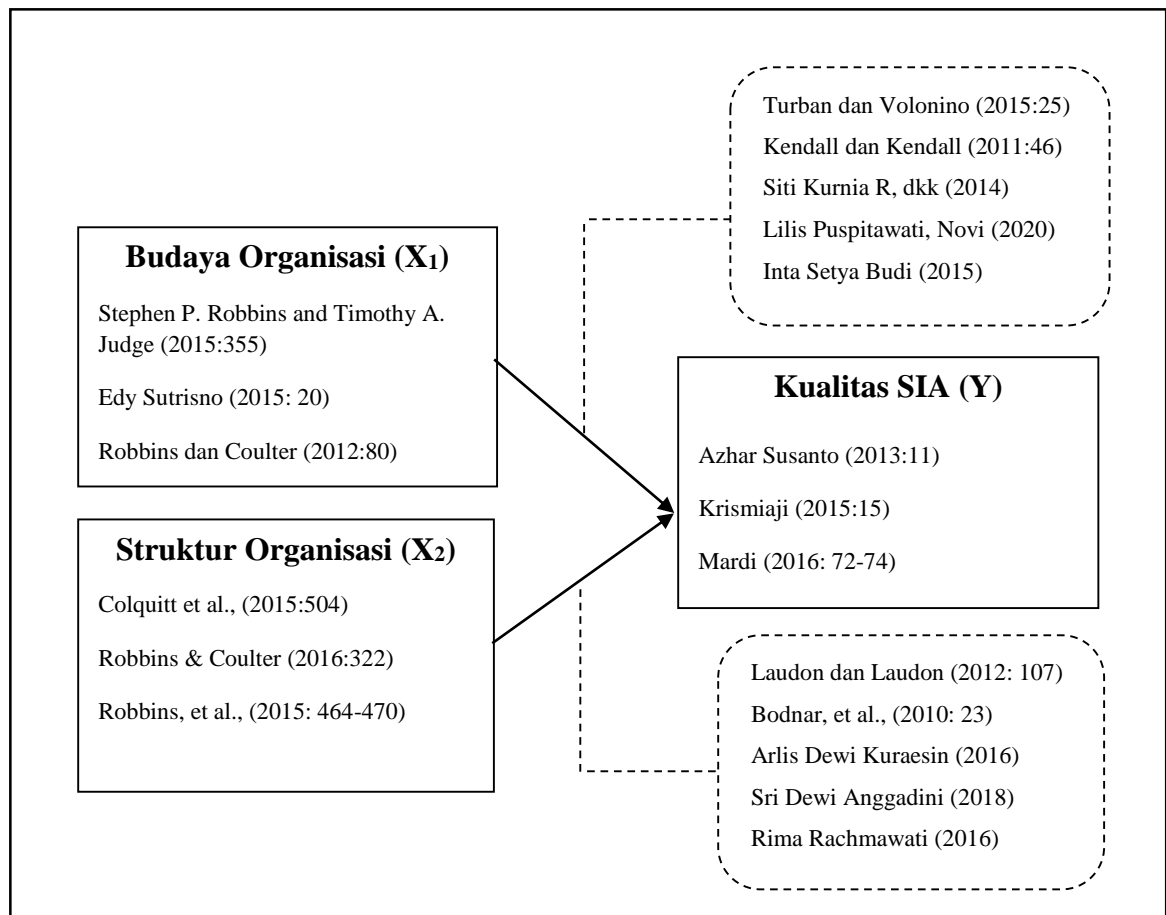 Turban dan Volonino (2015:25)
Kendall dan Kendall (2011:46)
Siti Kurnia R, dkk (2014)
Lilis Puspitawati, Novi (2020)
Inta Setya Budi (2015)
Budaya Organisasi (X₁)
Stephen P. Robbins and Timothy A.
Judge (2015:355)
Edy Sutrisno (2015: 20)
Robbins dan Coulter (2012:80)
Kualitas SIA (Y)
Azhar Susanto (2013:11)
Krismiaji (2015:15)
Mardi (2016: 72-74)
Struktur Organisasi (X₂)
Colquitt et al., (2015:504)
Robbins & Coulter (2016:322)
Robbins, et al., (2015: 464-470)
Laudon dan Laudon (2012: 107)
Bodnar, et al., (2010: 23)
Arlis Dewi Kuraesin (2016)
Sri Dewi Anggadini (2018)
Rima Rachmawati (2016)